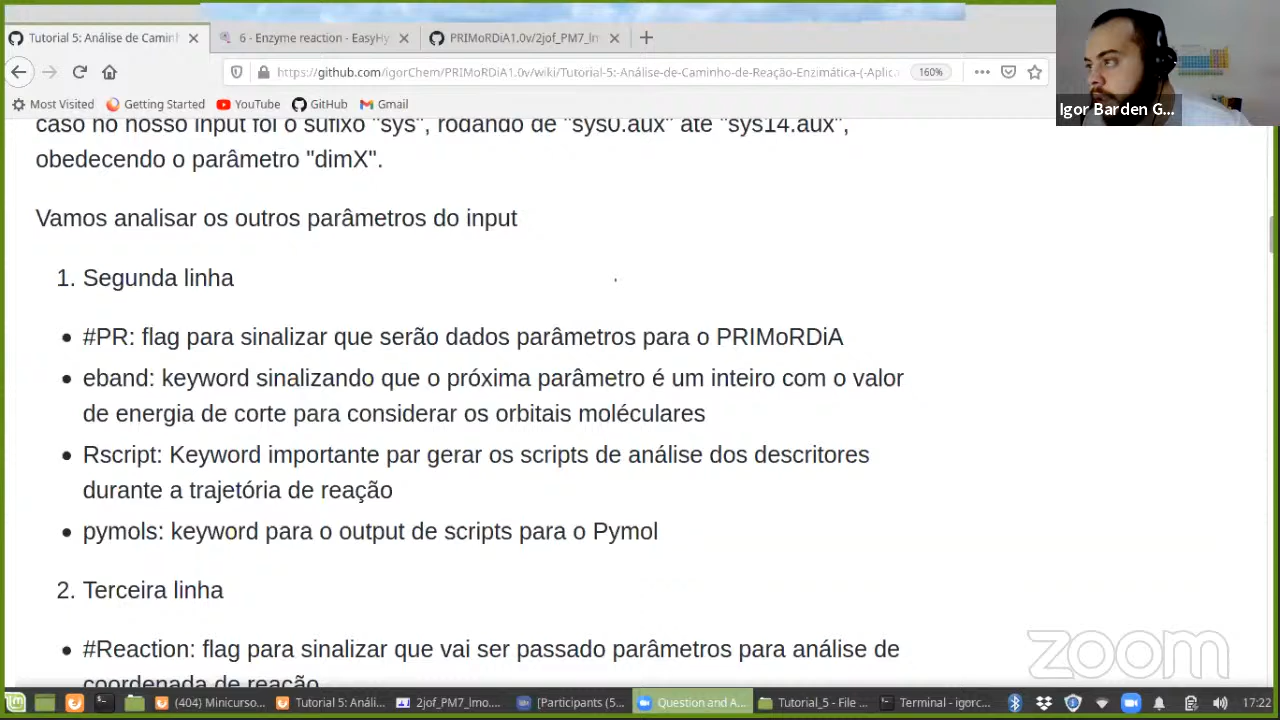 Tutorial 5: Análise de Camin
6 - Enzyme reaction - EasyHy
PRIMoRDiA1.0v/2jof_PM7_lm
https://github.com/igorChem/PRIMoRDiA1.0v/wiki/Tutorial-5:-Análise-de-Caminho-de-Reação-Enzimática-(-Aplica
160%
Most Visited
Getting Started
YouTube
GitHub
Gmail
Igor Barden G...
caso no nosso input foi o sufixo "sys", rodando de "sys0.aux" até "sys14.aux",
obedecendo o parâmetro "dimX".
Vamos analisar os outros parâmetros do input
1. Segunda linha
• #PR: flag para sinalizar que serão dados parâmetros para o PRIMoRDiA
• eband: keyword sinalizando que o próxima parâmetro é um inteiro com o valor
de energia de corte para considerar os orbitais moléculares
• Rscript: Keyword importante par gerar os scripts de análise dos descritores
durante a trajetória de reação
• pymols: keyword para o output de scripts para o Pymol
2. Terceira linha
• #Reaction: flag para sinalizar que vai ser passado parâmetros para análise de
coordenada de reação
zoom
(404) Minicurso...
Tutorial 5: Análi...
2jof_PM7_lmo....
[Participants (5...
Question and A...
Tutorial_5 - File ...
Terminal - igorc...
17:22